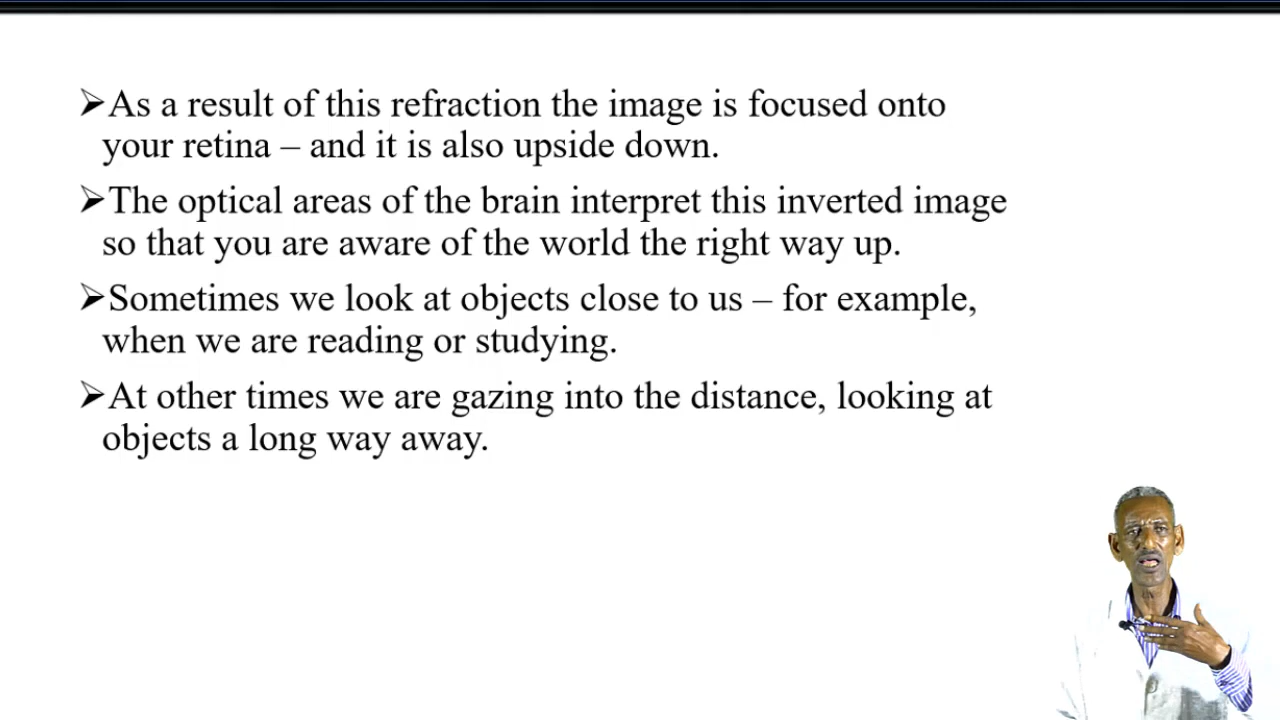 ➢As a result of this refraction the image is focused onto
your retina – and it is also upside down.
➢The optical areas of the brain interpret this inverted image
so that you are aware of the world the right way up.
➢Sometimes we look at objects close to us – for example,
when we are reading or studying.
➢At other times we are gazing into the distance, looking at
objects a long way away.